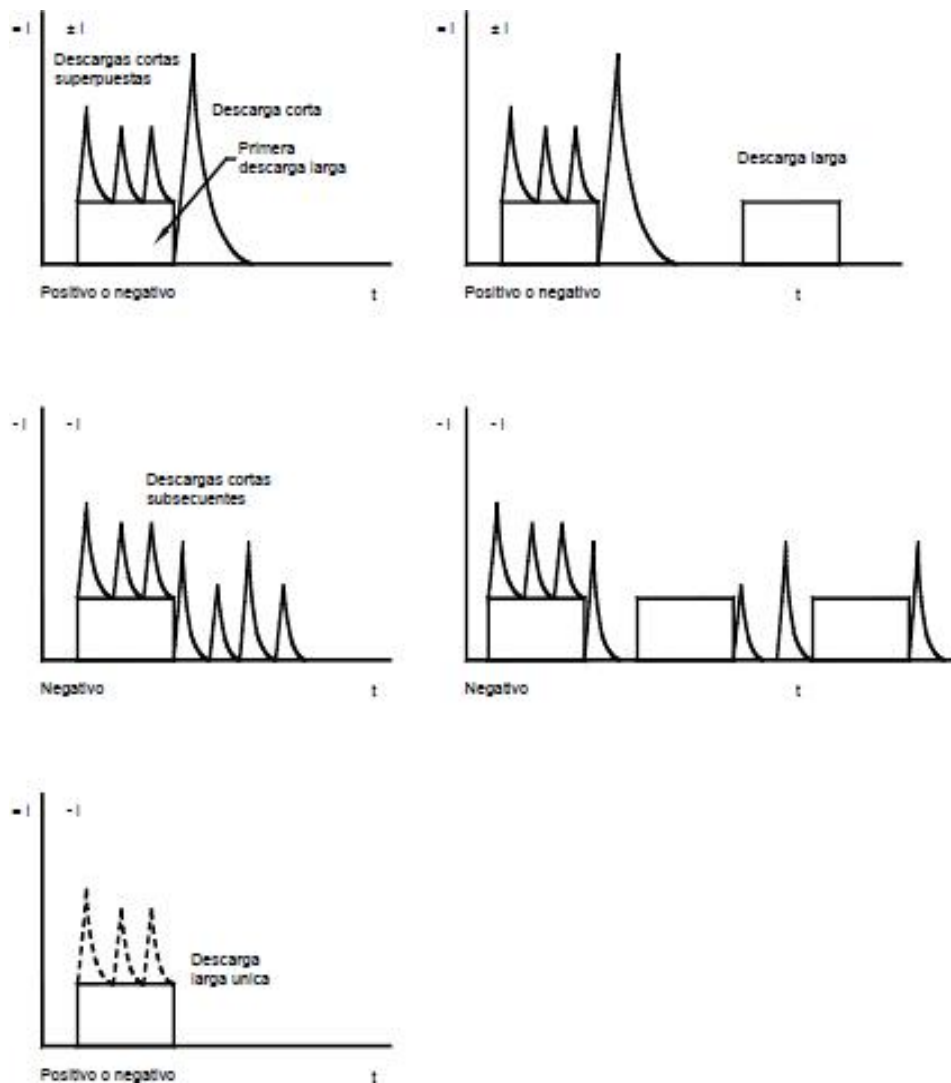 ± I
Descargas cortas
superpuestas
Descarga corta
Primera
descarga larga
Positivo o negativo
t
± I
Descarga larga
Positivo o negativo
t
- I
- I
Descargas cortas
subsecuentes
Negativo
t
- I
- I
Negativo
t
- I
Descarga
larga unica
Positivo o negativo
t